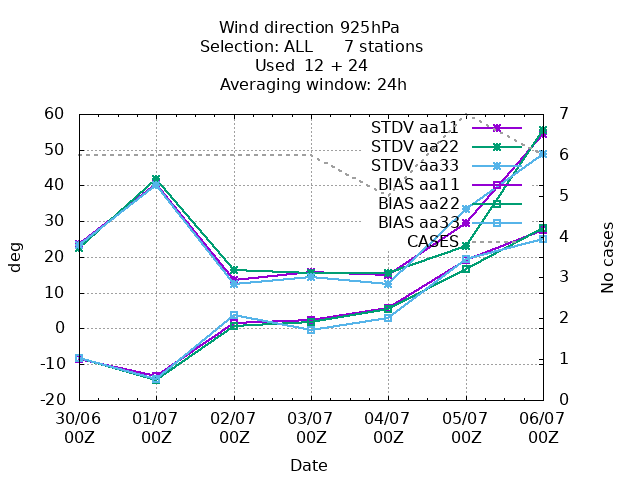 Wind direction 925hPa
Selection: ALL 7 stations
Used 12 + 24
Averaging window: 24h
60
50
40
30
20
10
0
-10
-20
deg
7
6
5
4
3
2
1
0
No cases
STDV aa11
STDV aa22
STDV aa33
BIAS aa11
BIAS aa22
BIAS aa33
CASES
30/06 01/07 02/07 03/07 04/07 05/07 06/07
00Z 00Z 00Z 00Z 00Z 00Z 00Z
Date